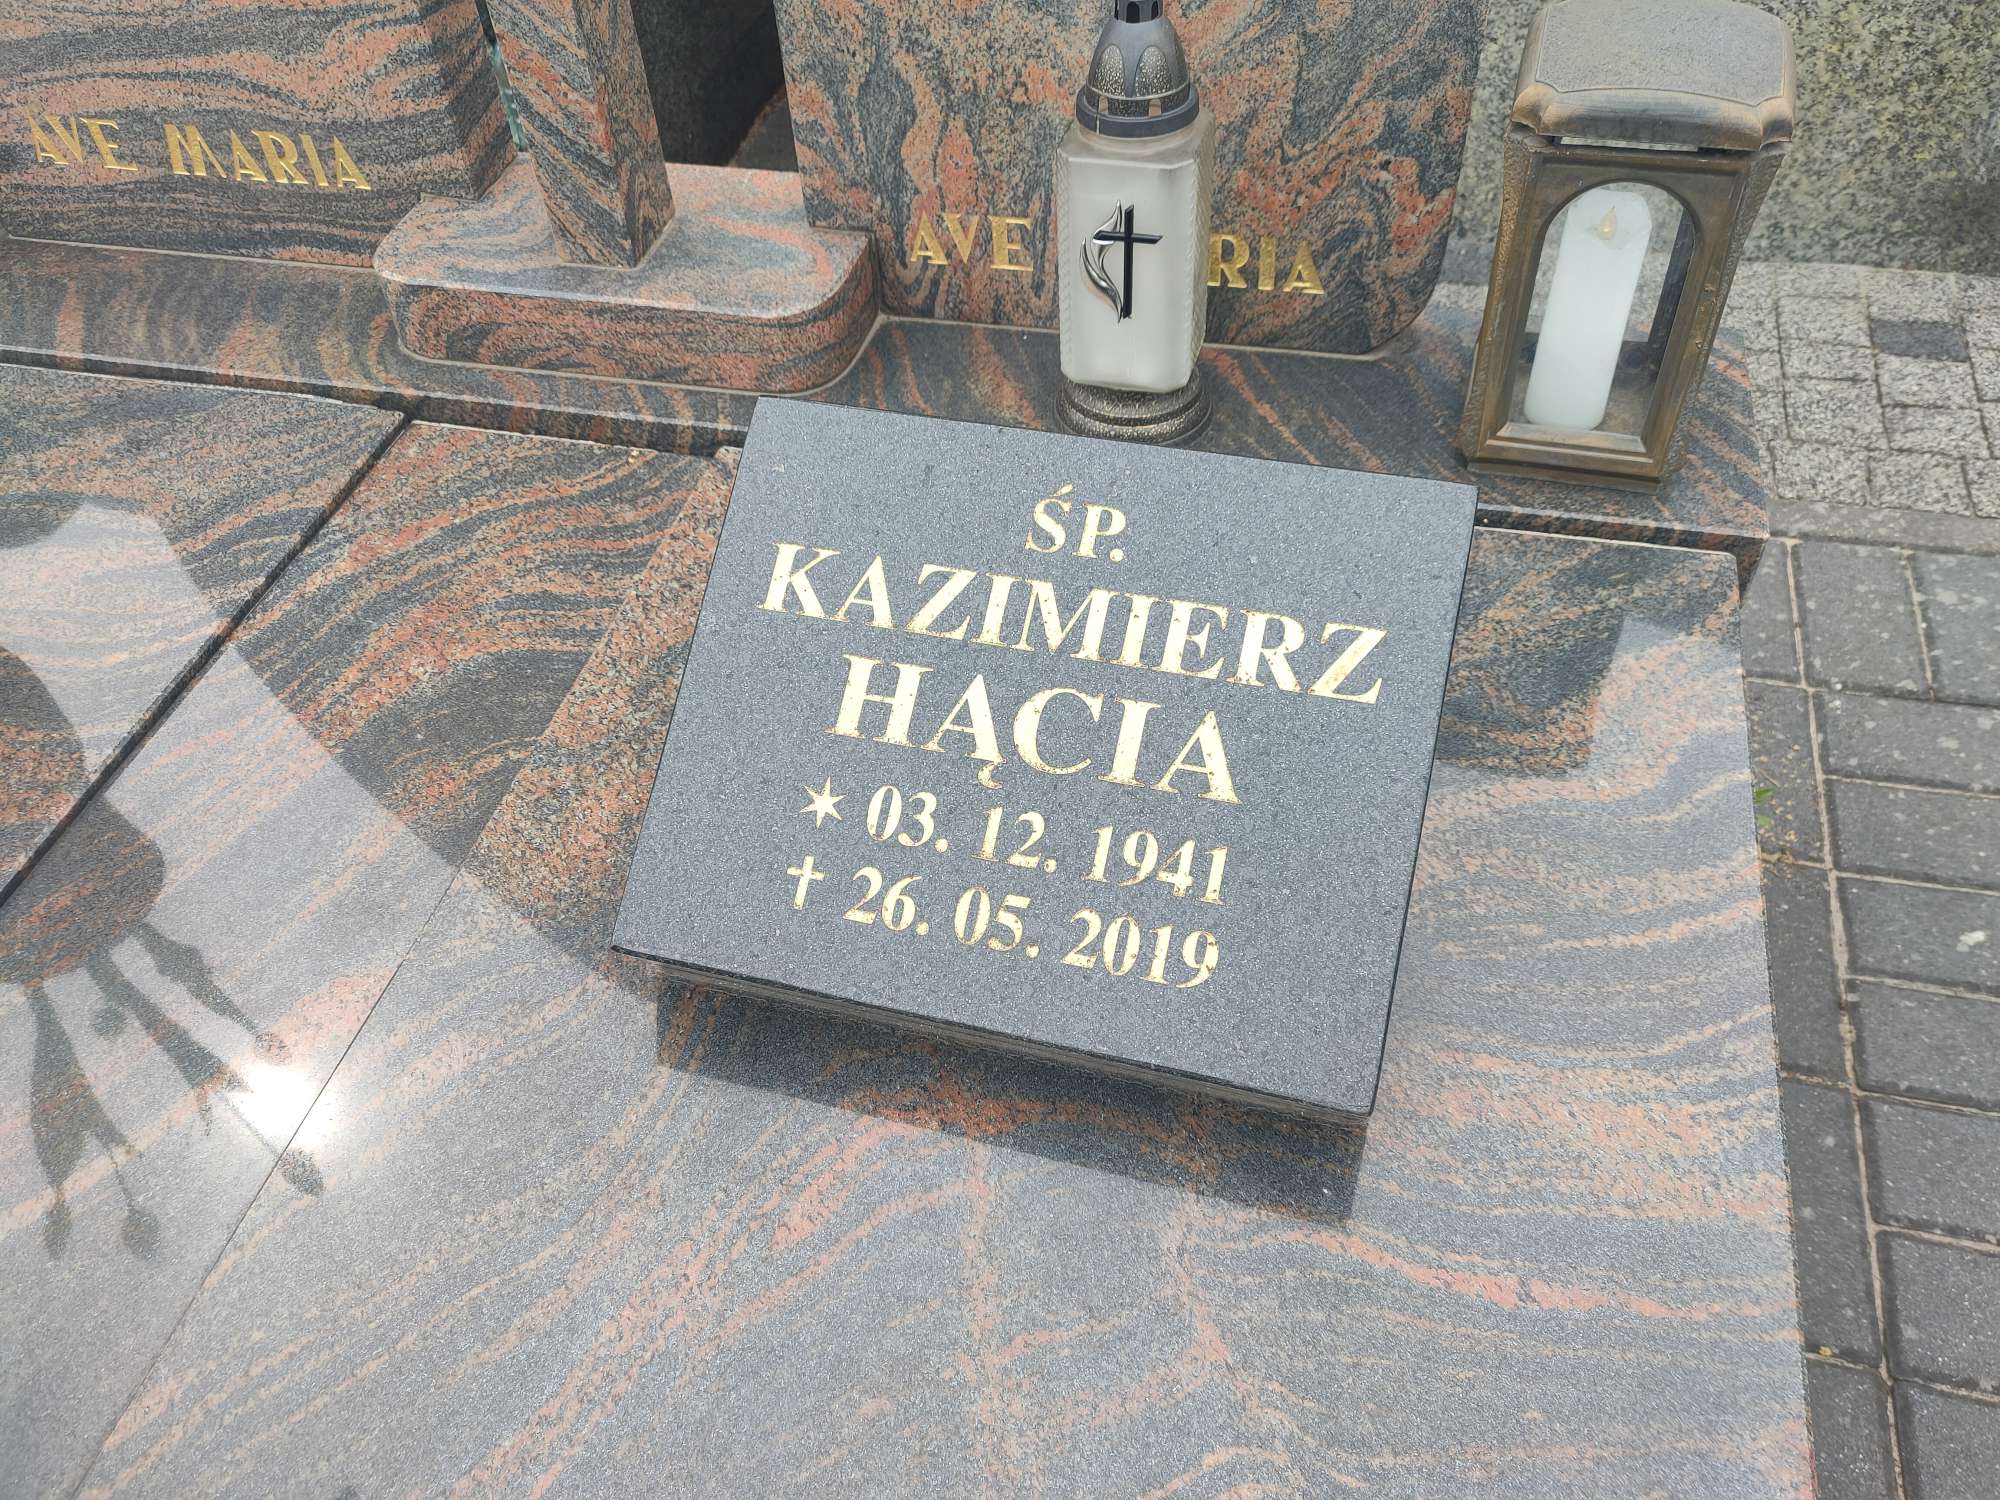 AVE MARIA
AVE RIA
ŚP.
KAZIMIERZ
HĄCIA
✶ 03. 12. 1941
✝ 26. 05. 2019